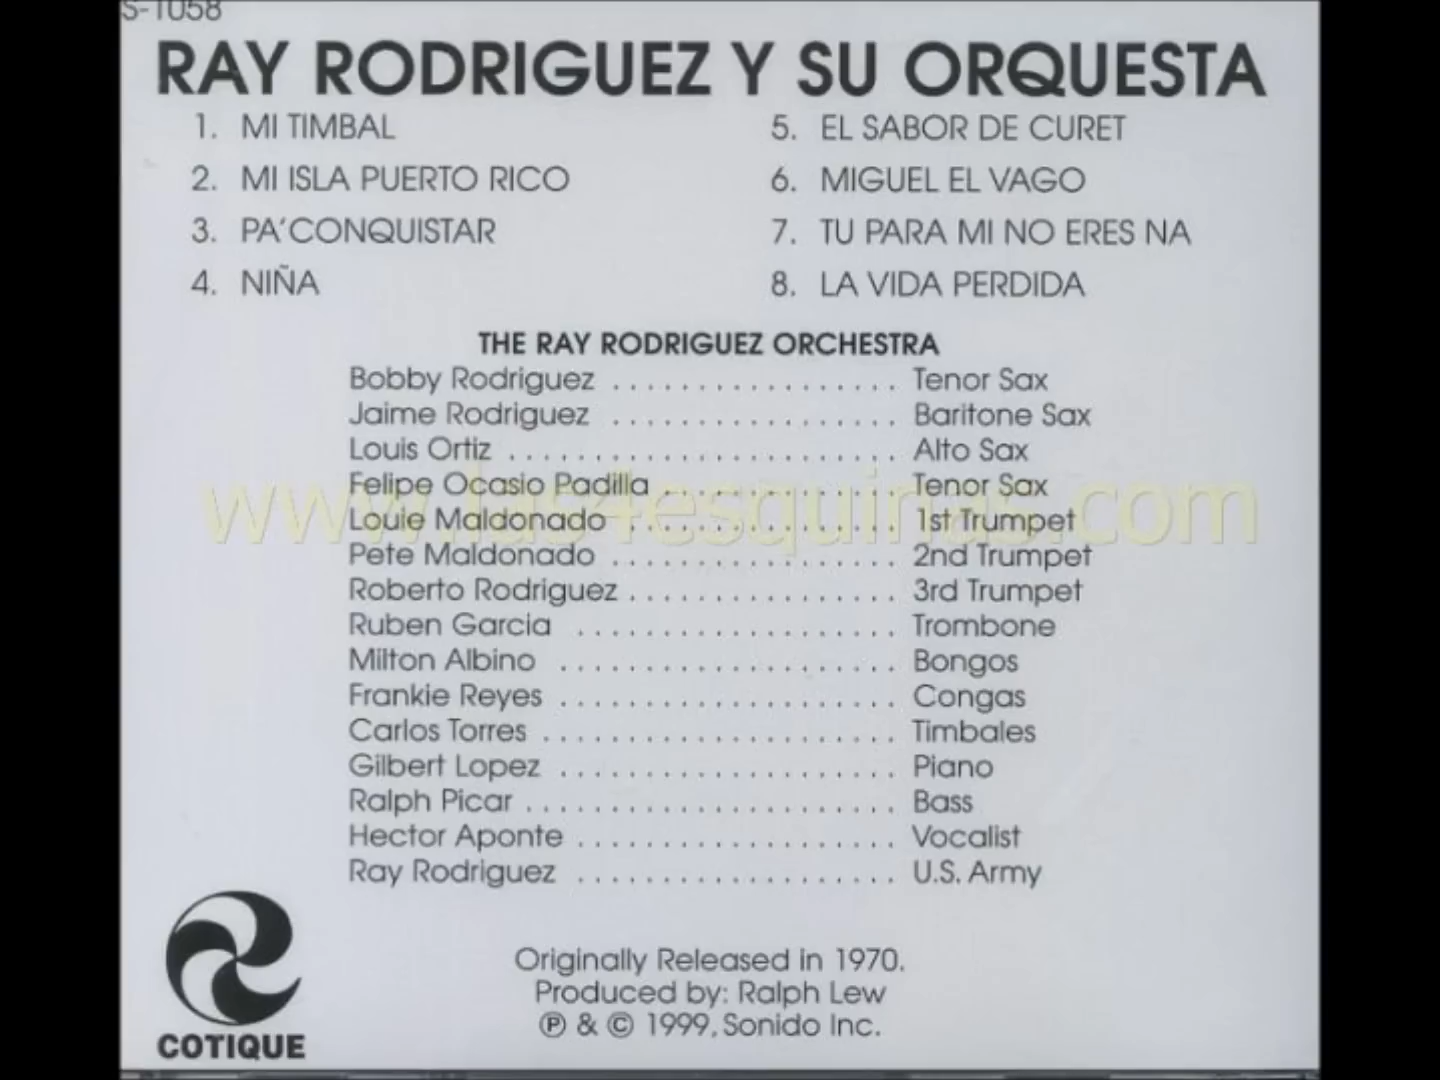 S-1058
RAY RODRIGUEZ Y SU ORQUESTA
1. MI TIMBAL
2. MI ISLA PUERTO RICO
3. PA'CONQUISTAR
4. NIÑA
5. EL SABOR DE CURET
6. MIGUEL EL VAGO
7. TU PARA MI NO ERES NA
8. LA VIDA PERDIDA
THE RAY RODRIGUEZ ORCHESTRA
Bobby Rodriguez . . . . . . . . . . . . . . . . . Tenor Sax
Jaime Rodriguez . . . . . . . . . . . . . . . . . Baritone Sax
Louis Ortiz . . . . . . . . . . . . . . . . . . . . . . . Alto Sax
Felipe Ocasio Padilla . . . . . . . . . . . . . . Tenor Sax
www.las4esquinas.com
Louie Maldonado . . . . . . . . . . . . . . . . 1st Trumpet
Pete Maldonado . . . . . . . . . . . . . . . . . 2nd Trumpet
Roberto Rodriguez . . . . . . . . . . . . . . . . 3rd Trumpet
Ruben Garcia . . . . . . . . . . . . . . . . . . . Trombone
Milton Albino . . . . . . . . . . . . . . . . . . . . Bongos
Frankie Reyes . . . . . . . . . . . . . . . . . . . . Congas
Carlos Torres . . . . . . . . . . . . . . . . . . . . . Timbales
Gilbert Lopez . . . . . . . . . . . . . . . . . . . . Piano
Ralph Picar . . . . . . . . . . . . . . . . . . . . . . Bass
Hector Aponte . . . . . . . . . . . . . . . . . . . Vocalist
Ray Rodriguez . . . . . . . . . . . . . . . . . . . U.S. Army
Originally Released in 1970.
Produced by: Ralph Lew
℗ & © 1999, Sonido Inc.
COTIQUE